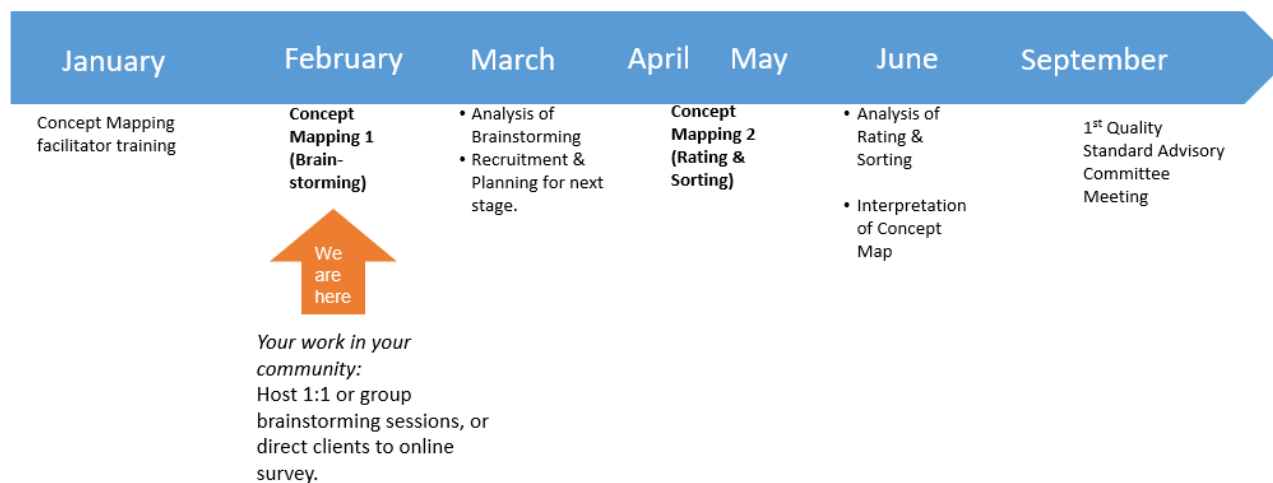 January February March April May June September
Concept Mapping
facilitator training
Concept
Mapping 1
(Brain-
storming)
• Analysis of
Brainstorming
• Recruitment &
Planning for next
stage.
Concept
Mapping 2
(Rating &
Sorting)
• Analysis of
Rating &
Sorting
• Interpretation
of Concept
Map
1st Quality
Standard Advisory
Committee
Meeting
We
are
here
Your work in your
community:
Host 1:1 or group
brainstorming sessions, or
direct clients to online
survey.